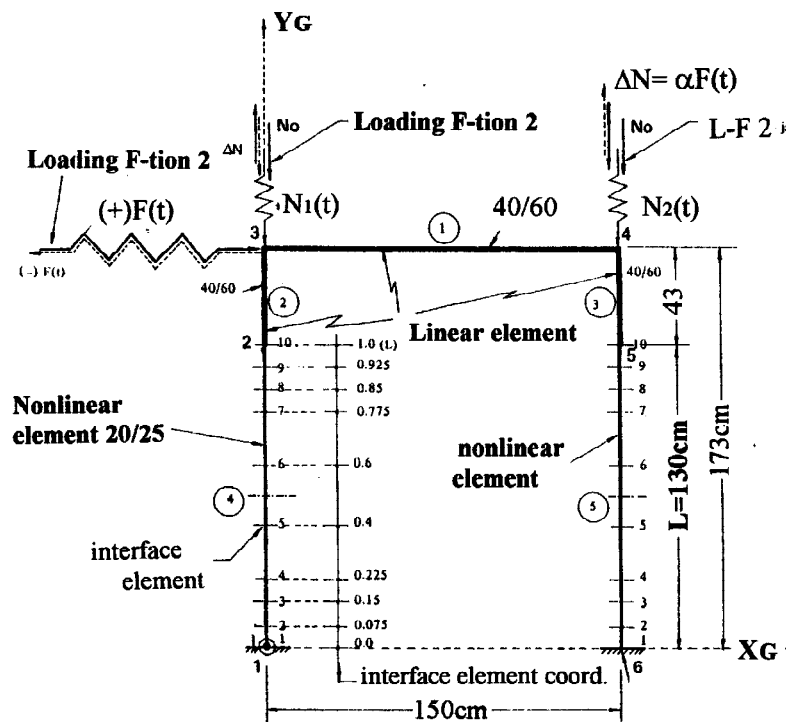 YG
ΔN= αF(t)
No
Loading F-tion 2
No
L-F 2
ΔN
Loading F-tion 2
(+)F(t)
N1(t)
40/60
N2(t)
3
1
4
(-) F(t)
40/60
40/60
2
3
43
Linear element
2
10
1.0 (L)
10
5
9
0.925
9
8
0.85
8
Nonlinear
element 20/25
7
0.775
7
nonlinear
element
6
0.6
6
4
5
5
0.4
5
L=130cm
173cm
interface
element
4
0.225
4
3
0.15
3
2
0.075
2
1
0.0
1
XG
1
interface element coord.
6
150cm